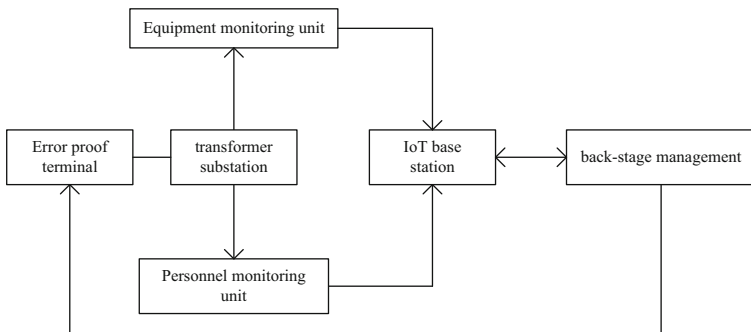 Equipment monitoring unit
Error proof
terminal
transformer
substation
IoT base
station
back-stage management
Personnel monitoring
unit